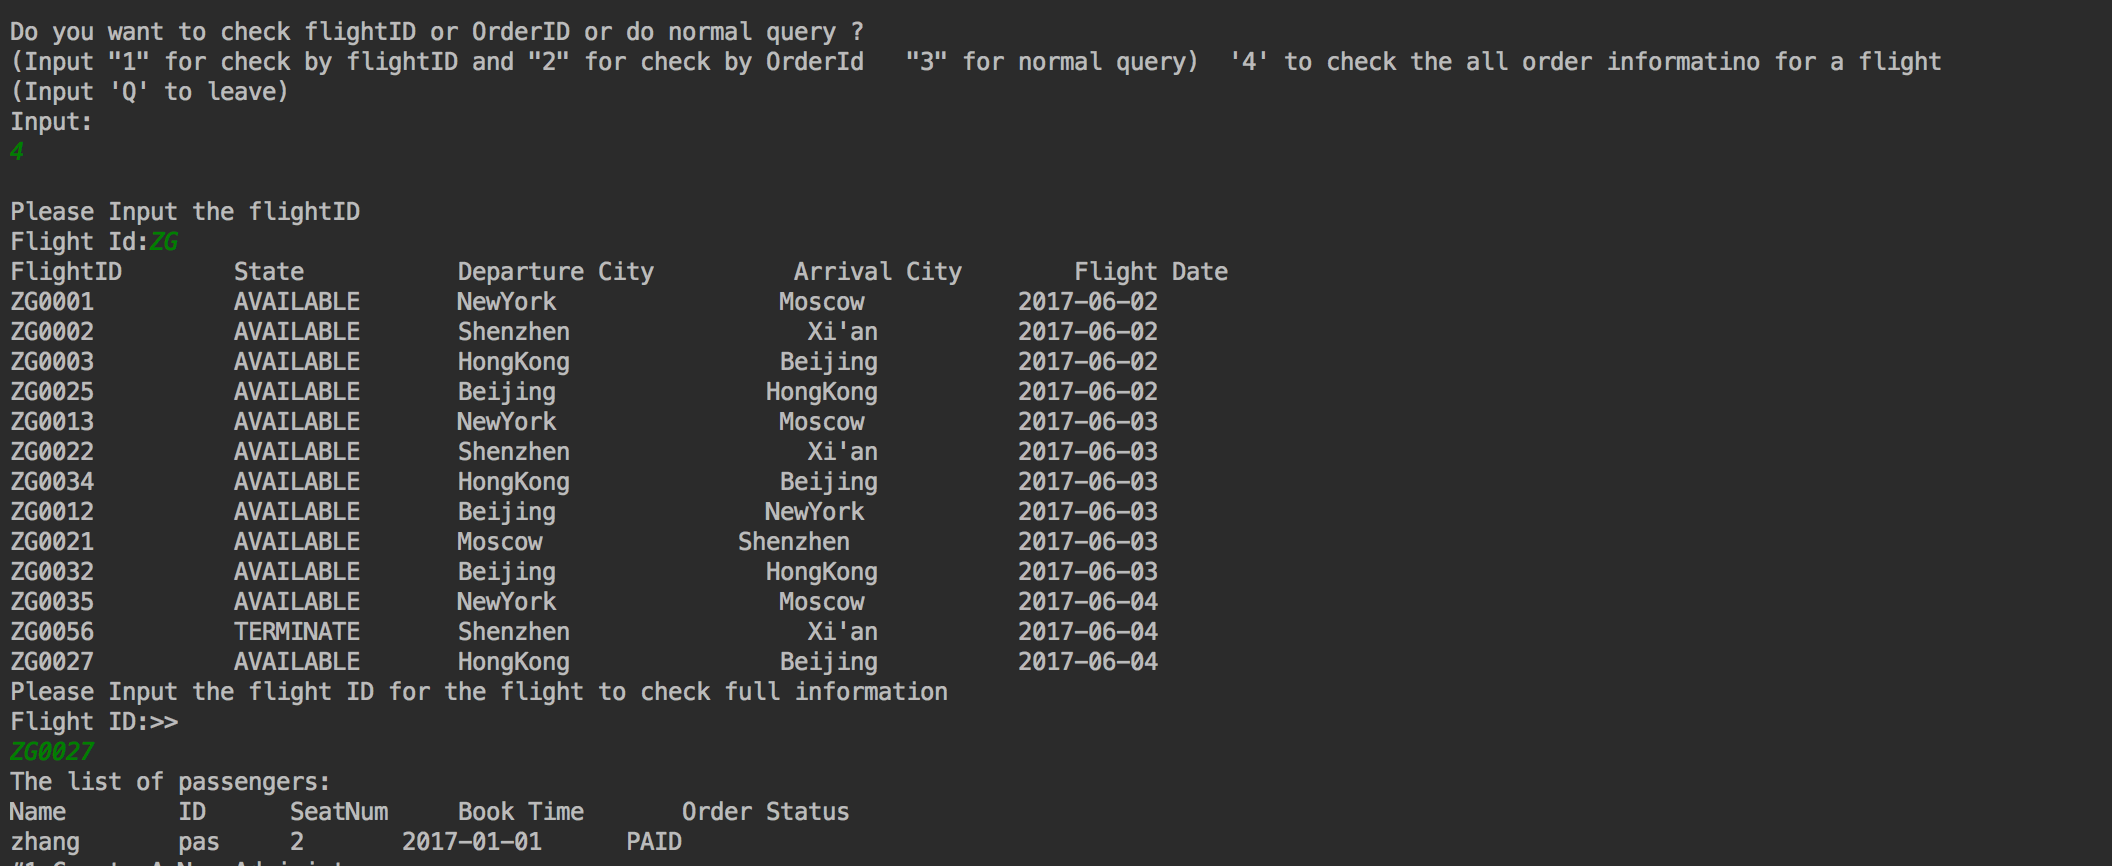 Do you want to check flightID or OrderID or do normal query ?
(Input "1" for check by flightID and "2" for check by OrderId   "3" for normal query)  '4' to check the all order informatino for a flight
(Input 'Q' to leave)
Input:
4
Please Input the flightID
Flight Id:ZG
FlightID        State           Departure City          Arrival City        Flight Date
ZG0001          AVAILABLE       NewYork                Moscow           2017-06-02
ZG0002          AVAILABLE       Shenzhen                 Xi'an          2017-06-02
ZG0003          AVAILABLE       HongKong               Beijing          2017-06-02
ZG0025          AVAILABLE       Beijing               HongKong          2017-06-02
ZG0013          AVAILABLE       NewYork                Moscow           2017-06-03
ZG0022          AVAILABLE       Shenzhen                 Xi'an          2017-06-03
ZG0034          AVAILABLE       HongKong               Beijing          2017-06-03
ZG0012          AVAILABLE       Beijing               NewYork           2017-06-03
ZG0021          AVAILABLE       Moscow              Shenzhen            2017-06-03
ZG0032          AVAILABLE       Beijing               HongKong          2017-06-03
ZG0035          AVAILABLE       NewYork                Moscow           2017-06-04
ZG0056          TERMINATE       Shenzhen                 Xi'an          2017-06-04
ZG0027          AVAILABLE       HongKong               Beijing          2017-06-04
Please Input the flight ID for the flight to check full information
Flight ID:>>
ZG0027
The list of passengers:
Name        ID      SeatNum     Book Time       Order Status
zhang       pas     2       2017-01-01      PAID